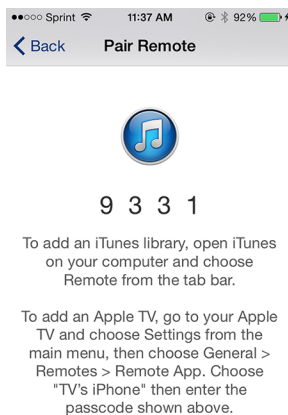 Sprint 11:37 AM 92%
Back Pair Remote
9 3 3 1
To add an iTunes library, open iTunes
on your computer and choose
Remote from the tab bar.
To add an Apple TV, go to your Apple
TV and choose Settings from the
main menu, then choose General >
Remotes > Remote App. Choose
"TV's iPhone" then enter the
passcode shown above.